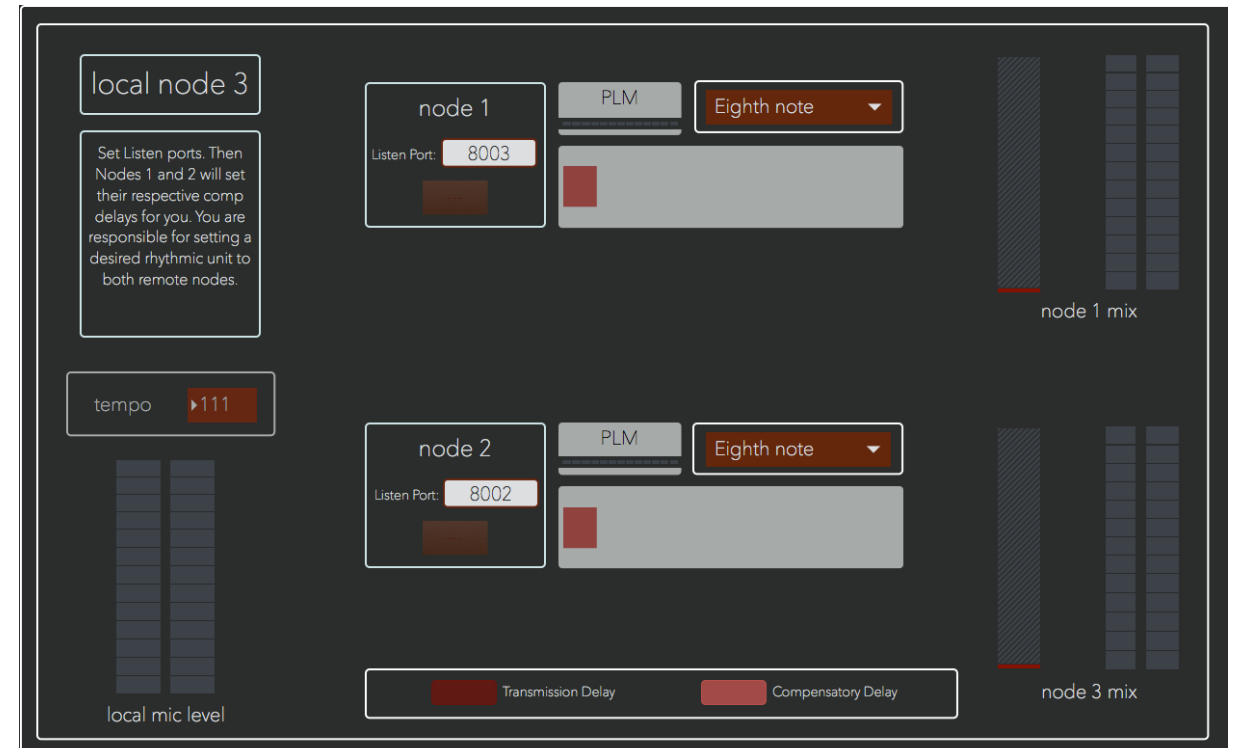 local node 3
Set Listen ports. Then
Nodes 1 and 2 will set
their respective comp
delays for you. You are
responsible for setting a
desired rhythmic unit to
both remote nodes.
tempo
111
local mic level
node 1
Listen Port:
8003
...
PLM
Eighth note
node 1 mix
node 2
Listen Port:
8002
...
PLM
Eighth note
node 3 mix
Transmission Delay
Compensatory Delay